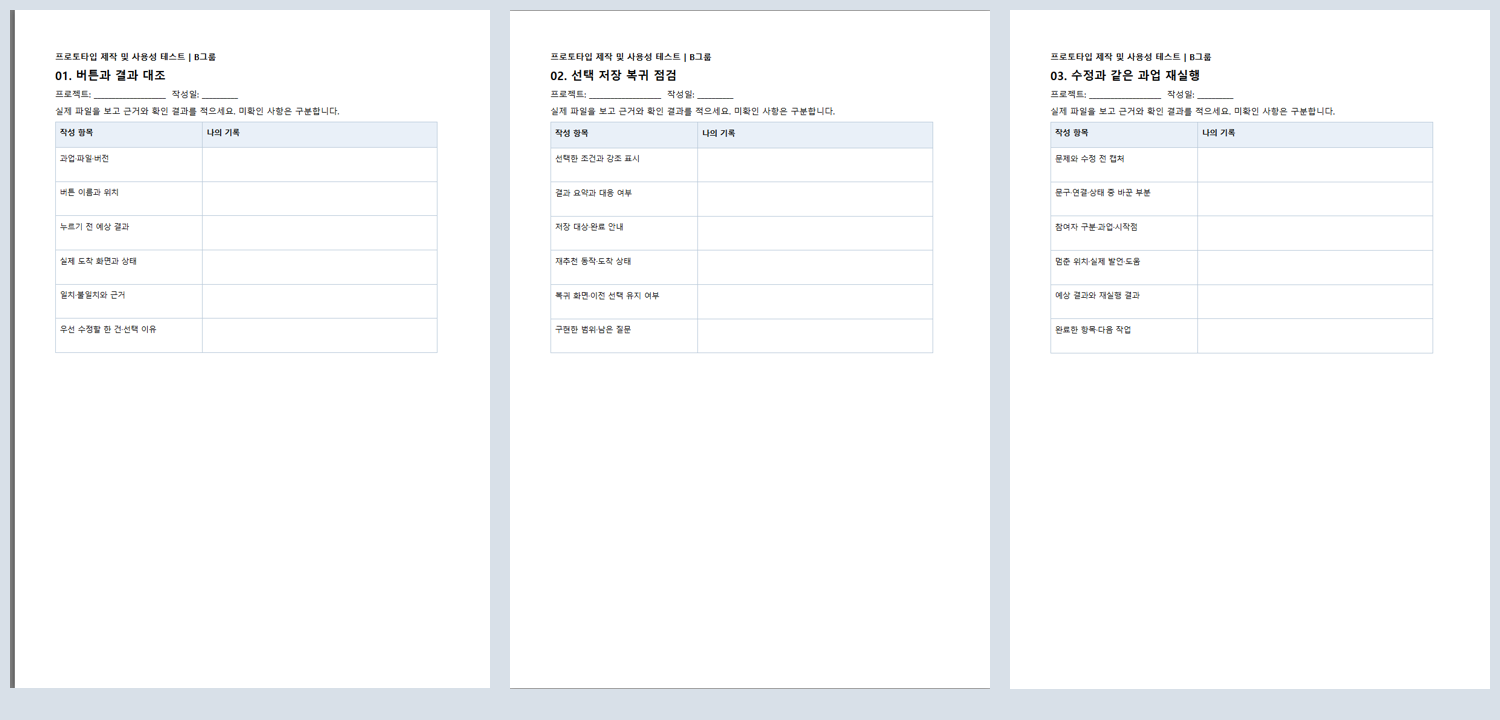 프로토타입 제작 및 사용성 테스트 | B그룹
01. 버튼과 결과 대조
프로젝트: ________________ 작성일: ________
실제 파일을 보고 근거와 확인 결과를 적으세요. 미확인 사항은 구분합니다.
작성 항목 나의 기록
과업·파일·버전
버튼 이름과 위치
누르기 전 예상 결과
실제 도착 화면과 상태
일치·불일치와 근거
우선 수정할 한 건·선택 이유
프로토타입 제작 및 사용성 테스트 | B그룹
02. 선택 저장 복귀 점검
프로젝트: ________________ 작성일: ________
실제 파일을 보고 근거와 확인 결과를 적으세요. 미확인 사항은 구분합니다.
작성 항목 나의 기록
선택한 조건과 강조 표시
결과 요약과 대응 여부
저장 대상·완료 안내
재추천 동작·도착 상태
복귀 화면·이전 선택 유지 여부
구현한 범위·남은 질문
프로토타입 제작 및 사용성 테스트 | B그룹
03. 수정과 같은 과업 재실행
프로젝트: ________________ 작성일: ________
실제 파일을 보고 근거와 확인 결과를 적으세요. 미확인 사항은 구분합니다.
작성 항목 나의 기록
문제와 수정 전 캡처
문구·연결·상태 중 바꾼 부분
참여자 구분·과업·시작점
멈춘 위치·실제 발언·도움
예상 결과와 재실행 결과
완료한 항목·다음 작업